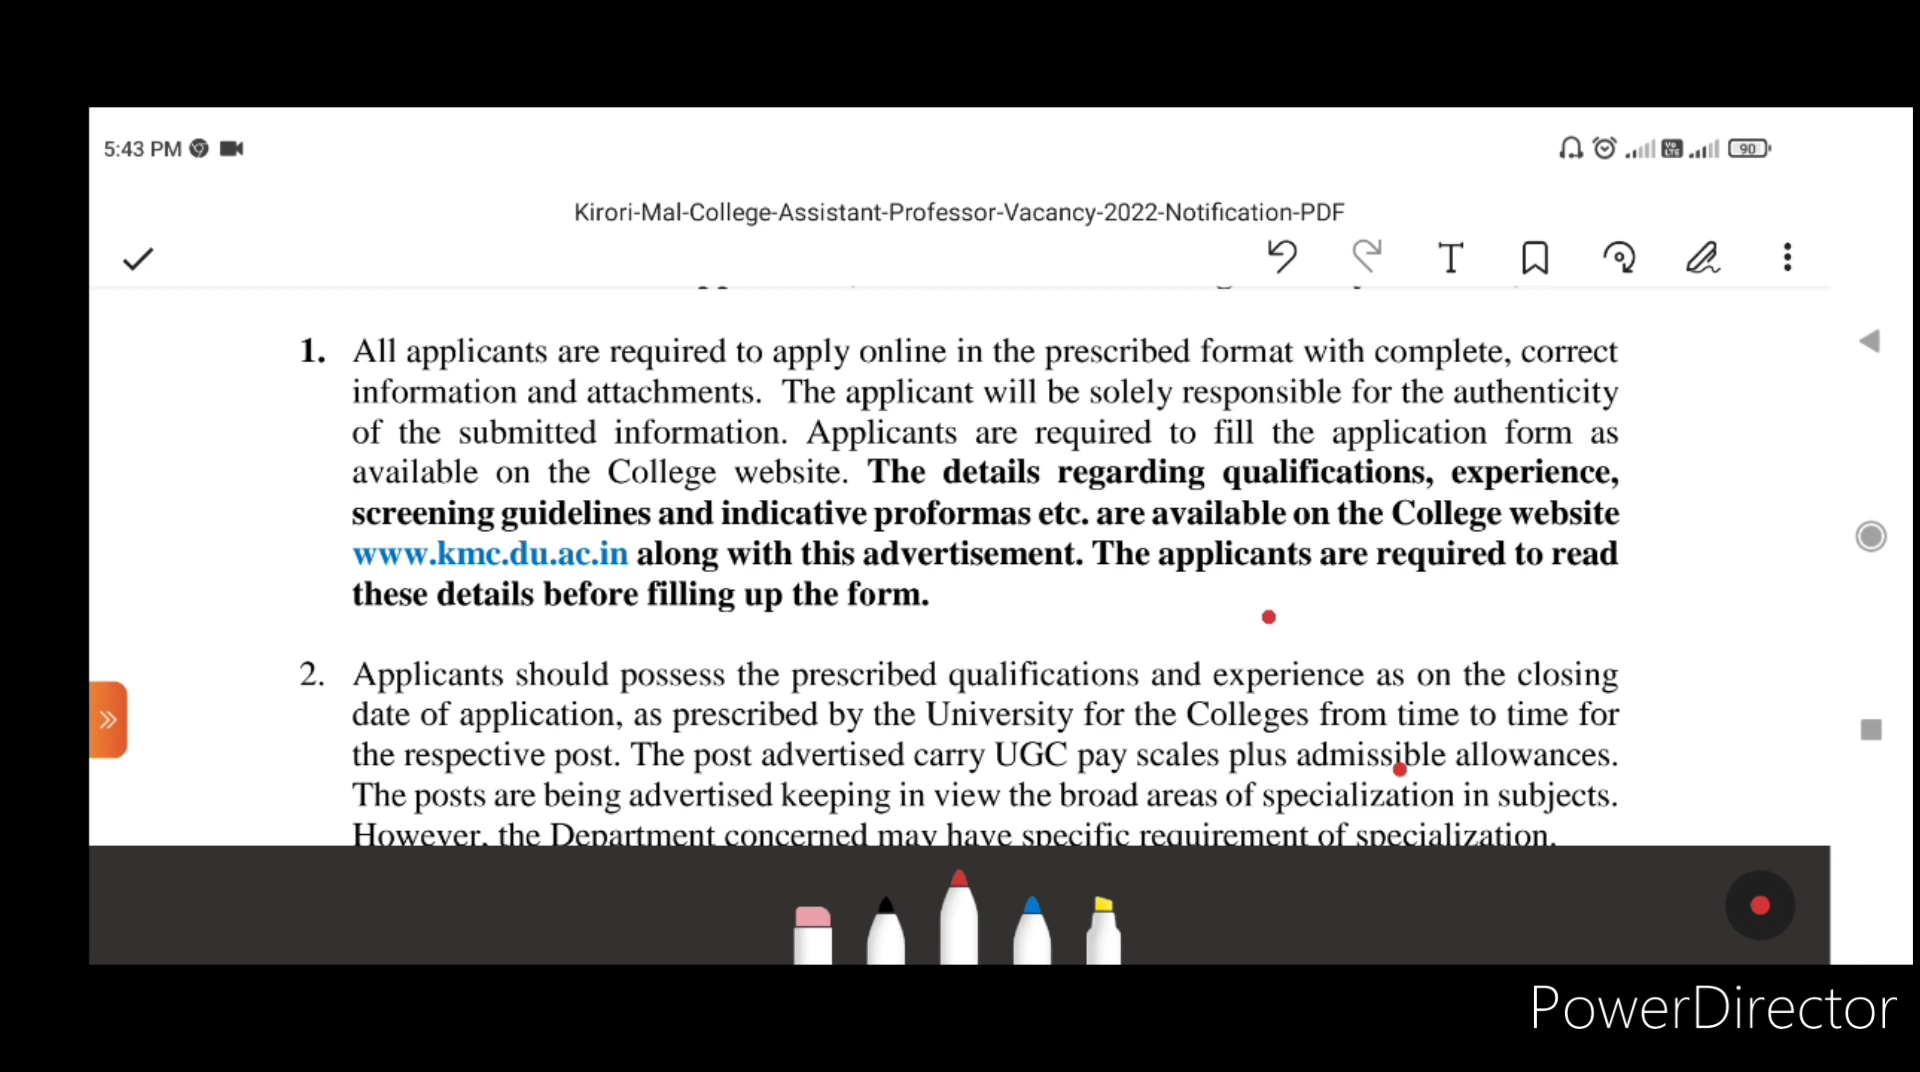 5:43 PM
Vo LTE
90
Kirori-Mal-College-Assistant-Professor-Vacancy-2022-Notification-PDF
T
1. All applicants are required to apply online in the prescribed format with complete, correct
information and attachments. The applicant will be solely responsible for the authenticity
of the submitted information. Applicants are required to fill the application form as
available on the College website. The details regarding qualifications, experience,
screening guidelines and indicative proformas etc. are available on the College website
www.kmc.du.ac.in along with this advertisement. The applicants are required to read
these details before filling up the form.
2. Applicants should possess the prescribed qualifications and experience as on the closing
date of application, as prescribed by the University for the Colleges from time to time for
the respective post. The post advertised carry UGC pay scales plus admissible allowances.
The posts are being advertised keeping in view the broad areas of specialization in subjects.
However, the Department concerned may have specific requirement of specialization.
PowerDirector